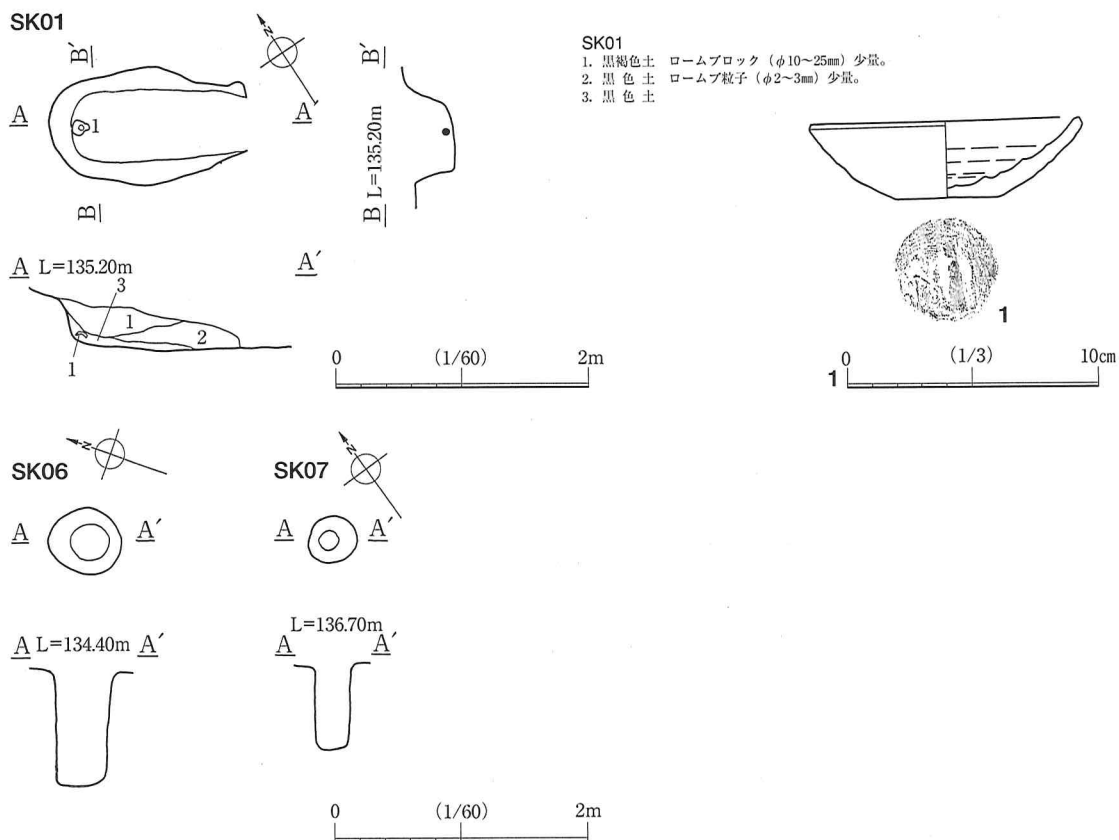 SK01
N
B B'
A A
1
B
B' L=135.20m B
A L=135.20m A'
3
1
2
1
0 (1/60) 2m
SK01
1. 黒褐色土 ロームブロック（φ10〜25㎜）少量。
2. 黒 色 土 ロームブ粒子（φ2〜3㎜）少量。
3. 黒 色 土
1
0 (1/3) 10cm
1
SK06
N
A A'
A L=134.40m A'
SK07
N
A A'
L=136.70m
A A'
0 (1/60) 2m